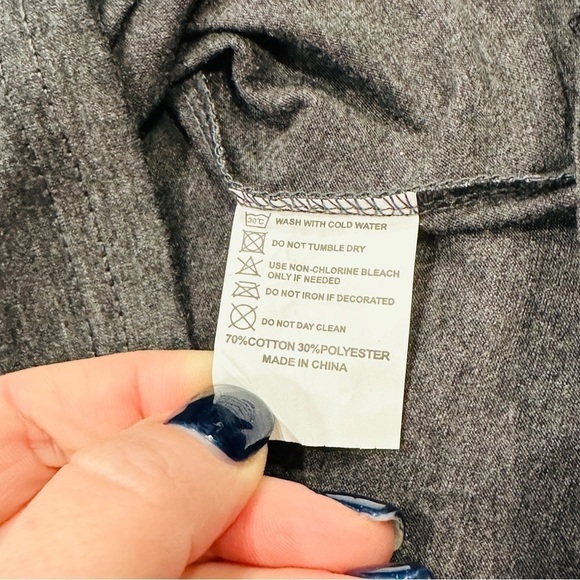 30℃ WASH WITH COLD WATER
DO NOT TUMBLE DRY
USE NON-CHLORINE BLEACH
ONLY IF NEEDED
DO NOT IRON IF DECORATED
DO NOT DAY CLEAN
70%COTTON 30%POLYESTER
MADE IN CHINA